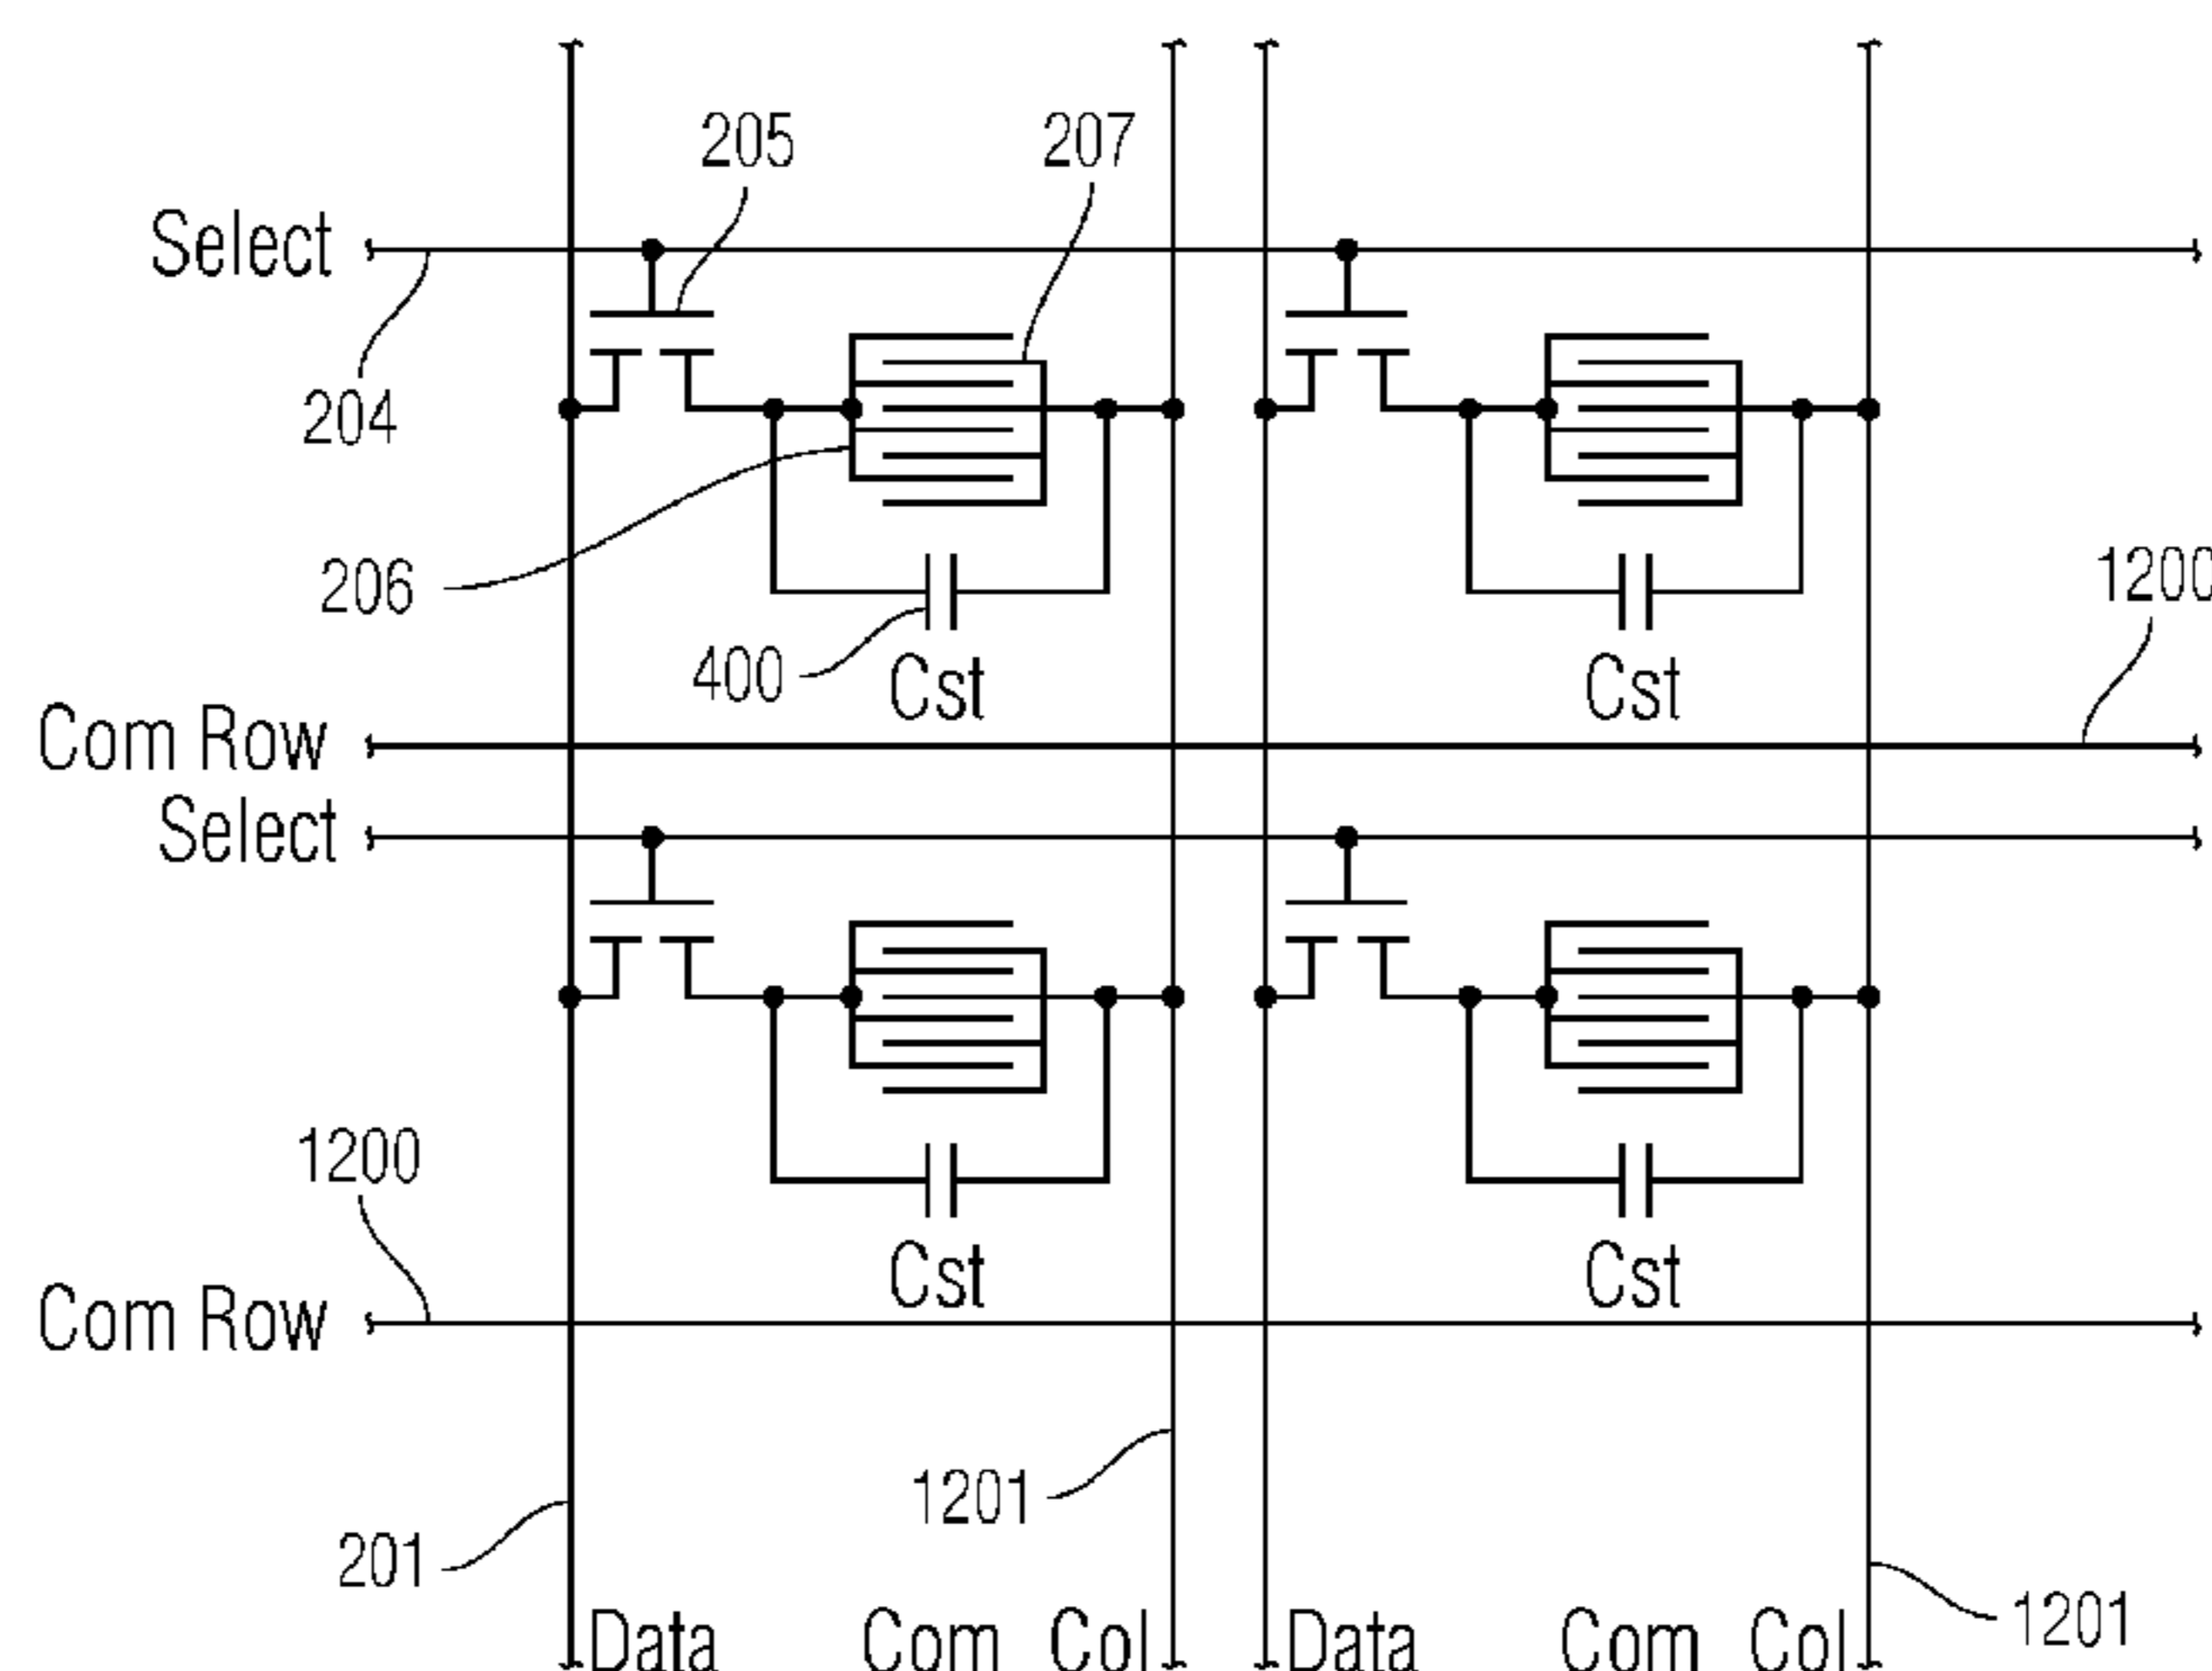 205 207
Select
204
206
1200
400 Cst Cst
Com Row
Select
1200
Cst Cst
Com Row
1201
201
1201
Data Com Col Data Com Col